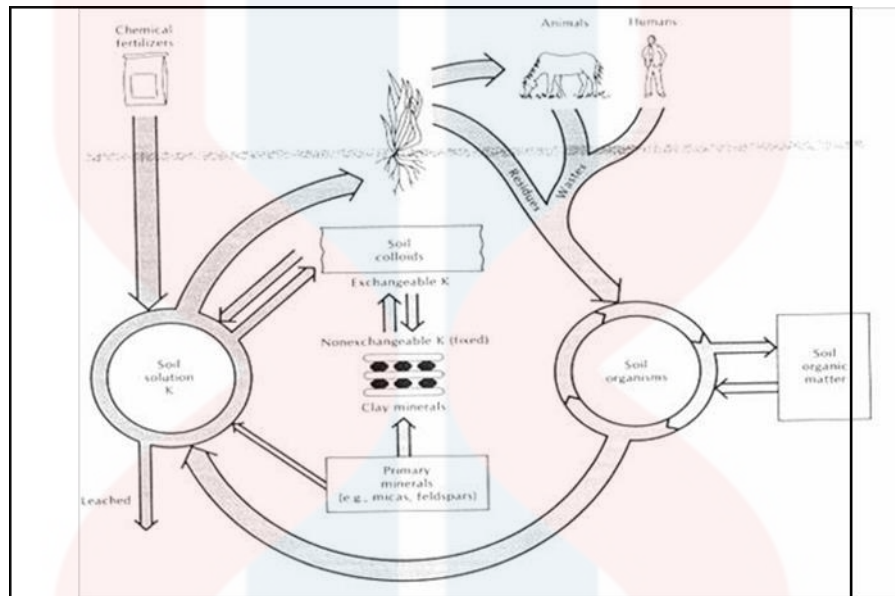 Chemical
fertilizers
Animals
Humans
Residues
Wastes
Soil
colloids
Exchangeable K
Nonexchangeable K (fixed)
Clay minerals
Soil
solution
K
Soil
organisms
Soil
organic
matter
Primary
minerals
(e.g., micas, feldspars)
Leached